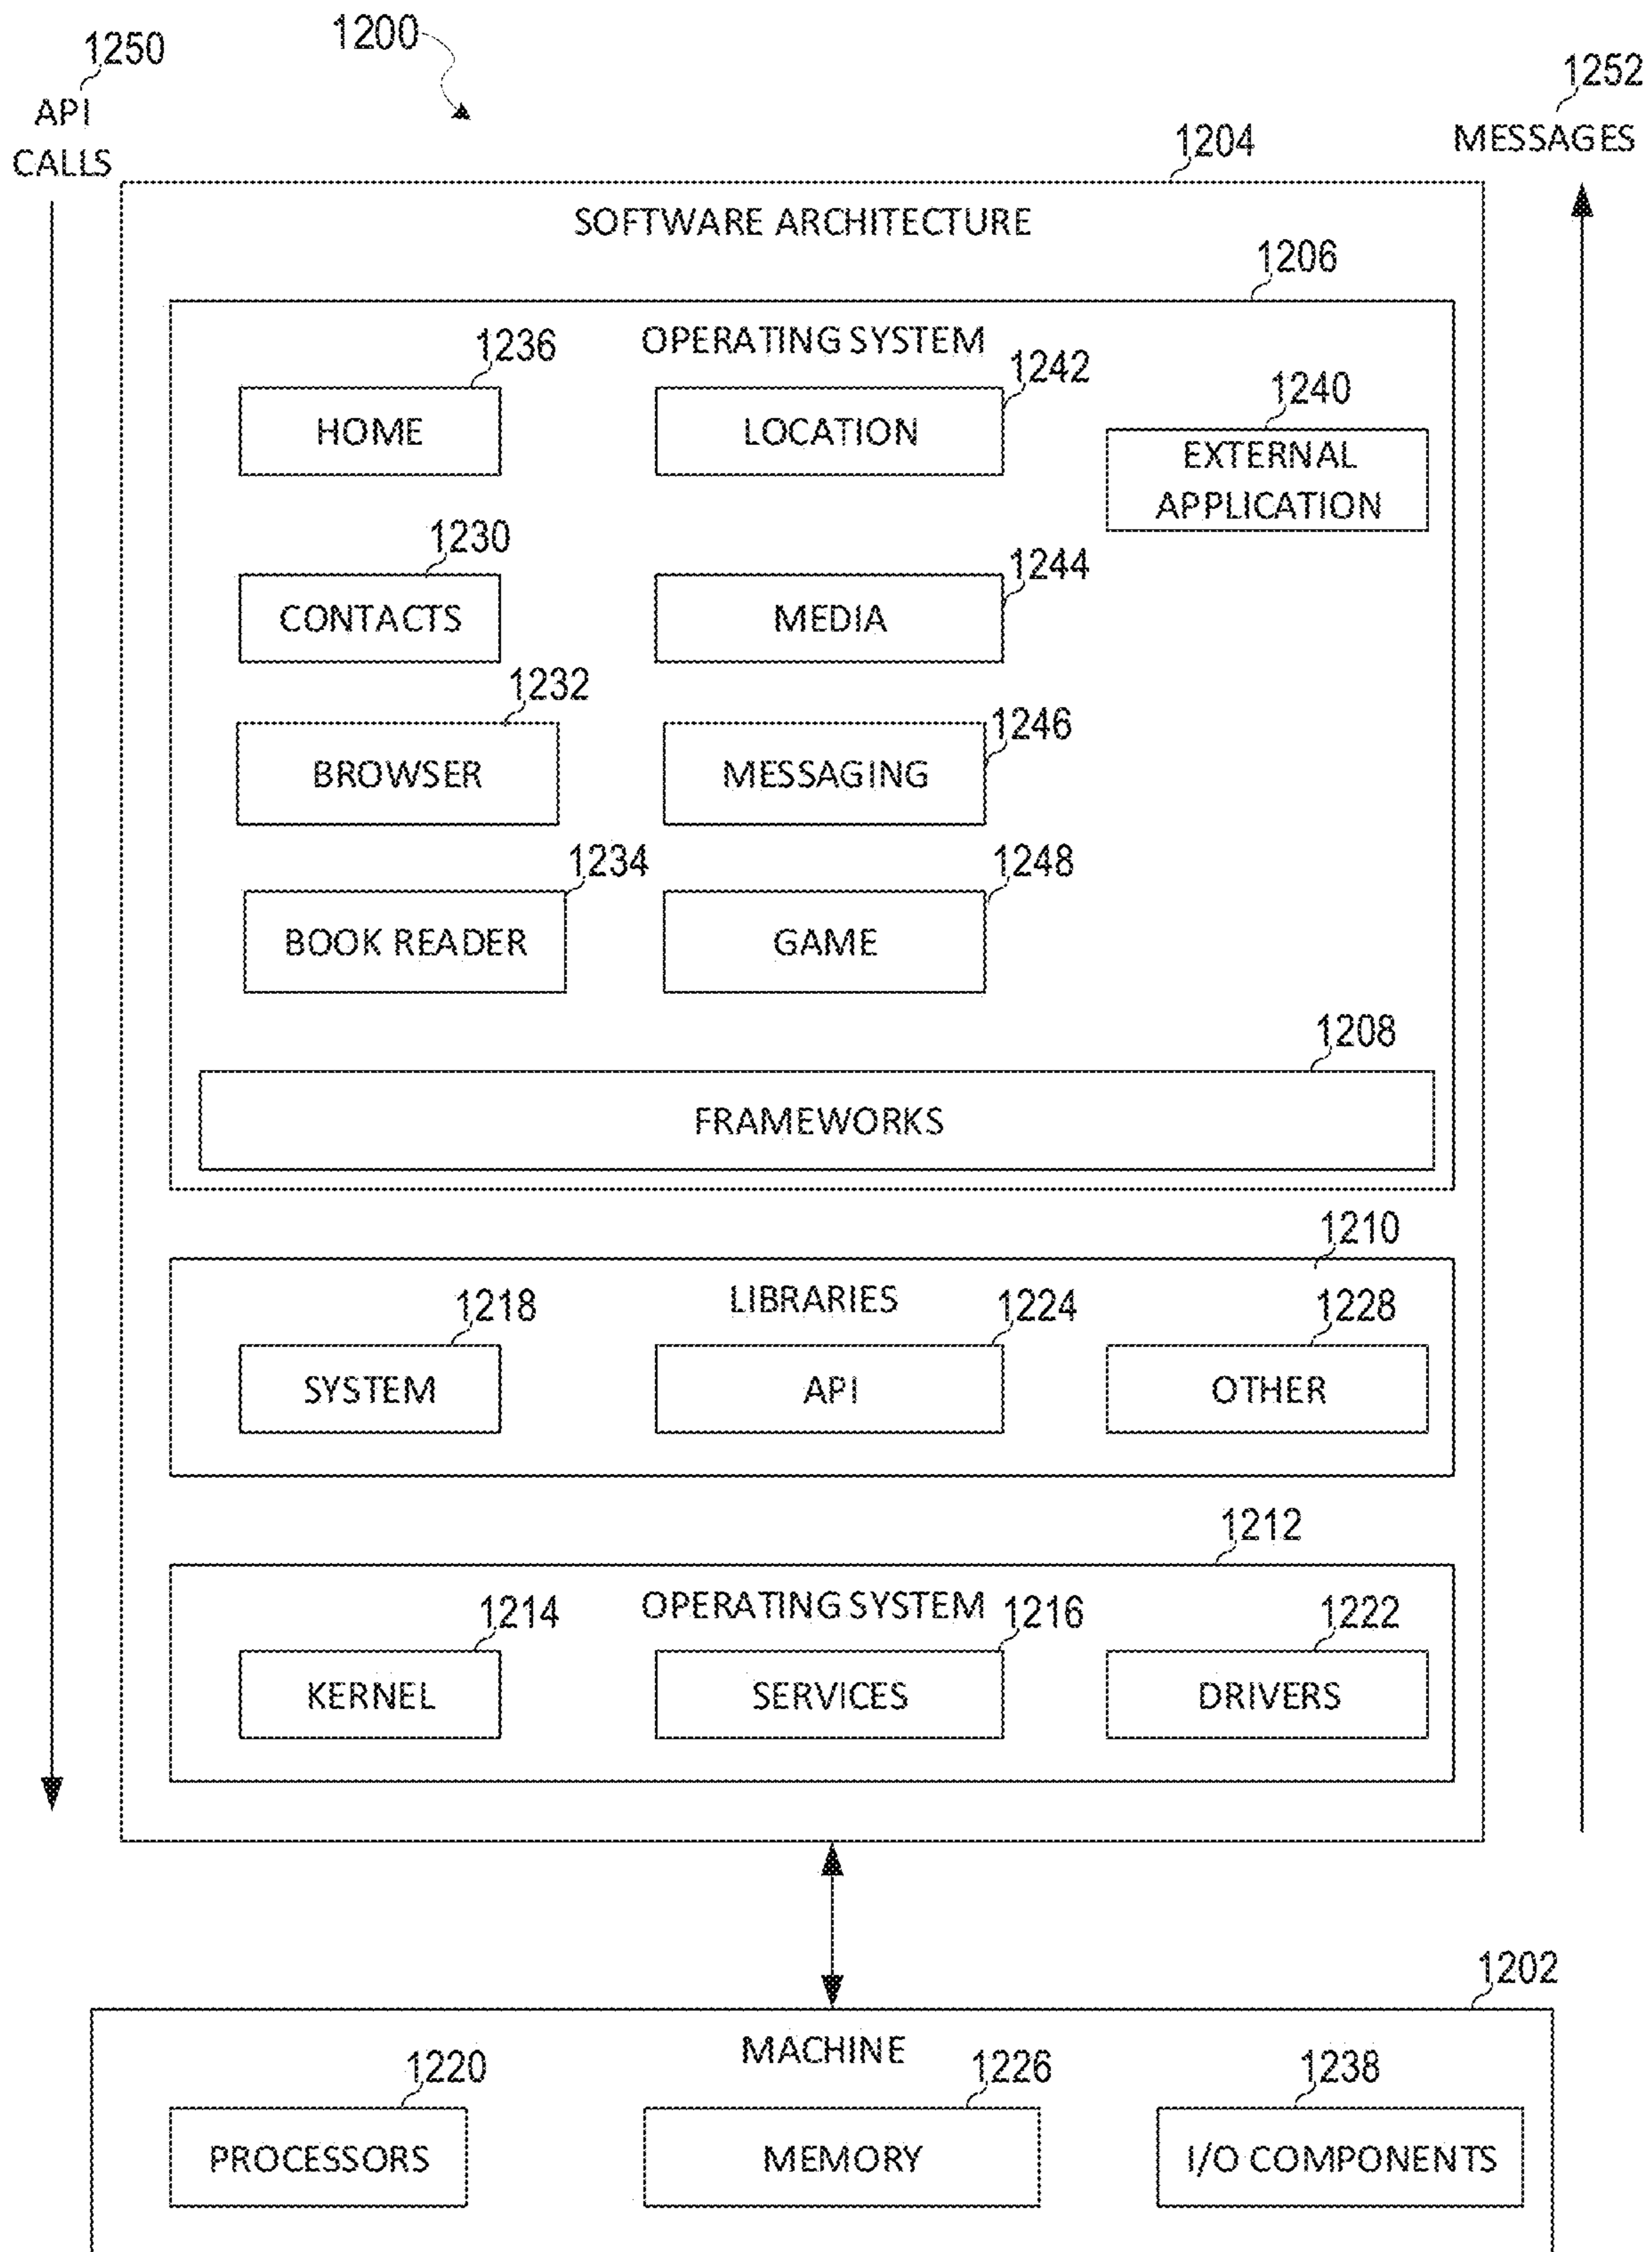 1250
1200
1252
API
CALLS
MESSAGES
1204
SOFTWARE ARCHITECTURE
1206
OPERATING SYSTEM
1236
1242
1240
HOME
LOCATION
EXTERNAL
APPLICATION
1230
1244
CONTACTS
MEDIA
1232
1246
BROWSER
MESSAGING
1234
1248
BOOK READER
GAME
1208
FRAMEWORKS
1210
LIBRARIES
1218
1224
1228
SYSTEM
API
OTHER
1212
OPERATING SYSTEM
1214
1216
1222
KERNEL
SERVICES
DRIVERS
1202
MACHINE
1220
1226
1238
PROCESSORS
MEMORY
I/O COMPONENTS